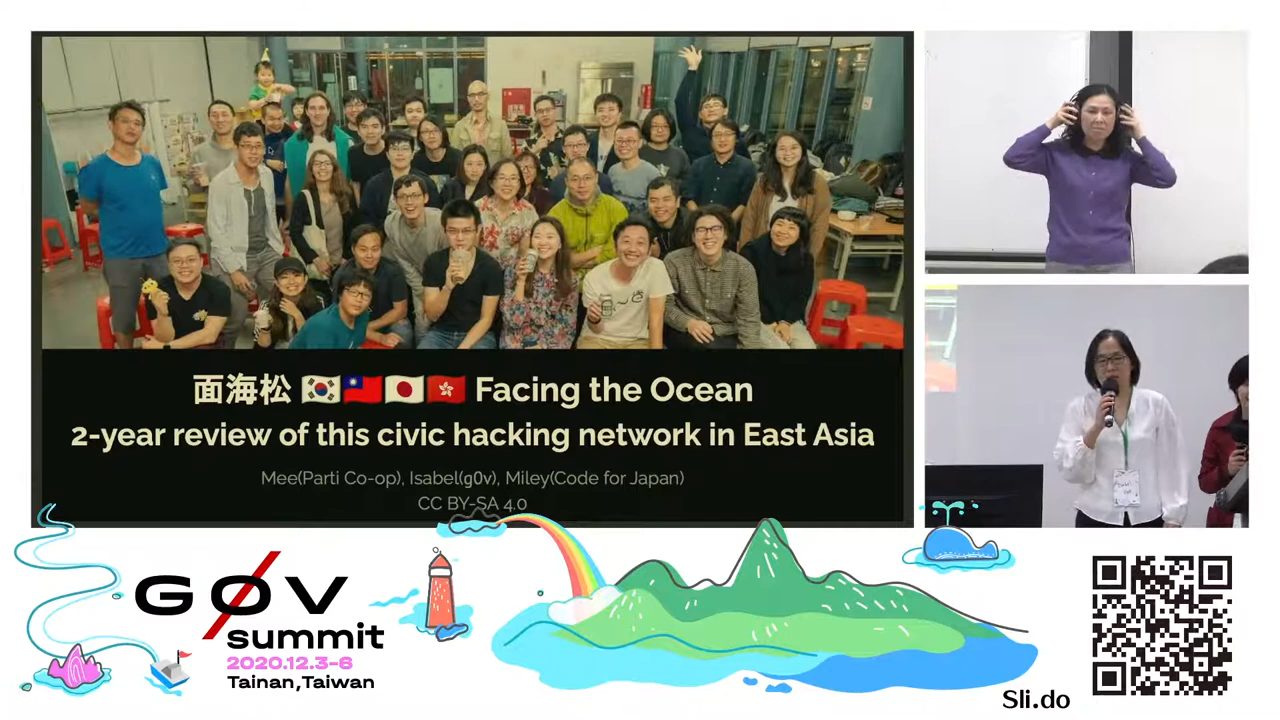 面海松 🇰🇷🇹🇼🇯🇵🇭🇰 Facing the Ocean
2-year review of this civic hacking network in East Asia
Mee(Parti Co-op), Isabel(g0v), Miley(Code for Japan)
CC BY-SA 4.0
GØV
summit
2020.12.3-6
Tainan,Taiwan
Sli.do